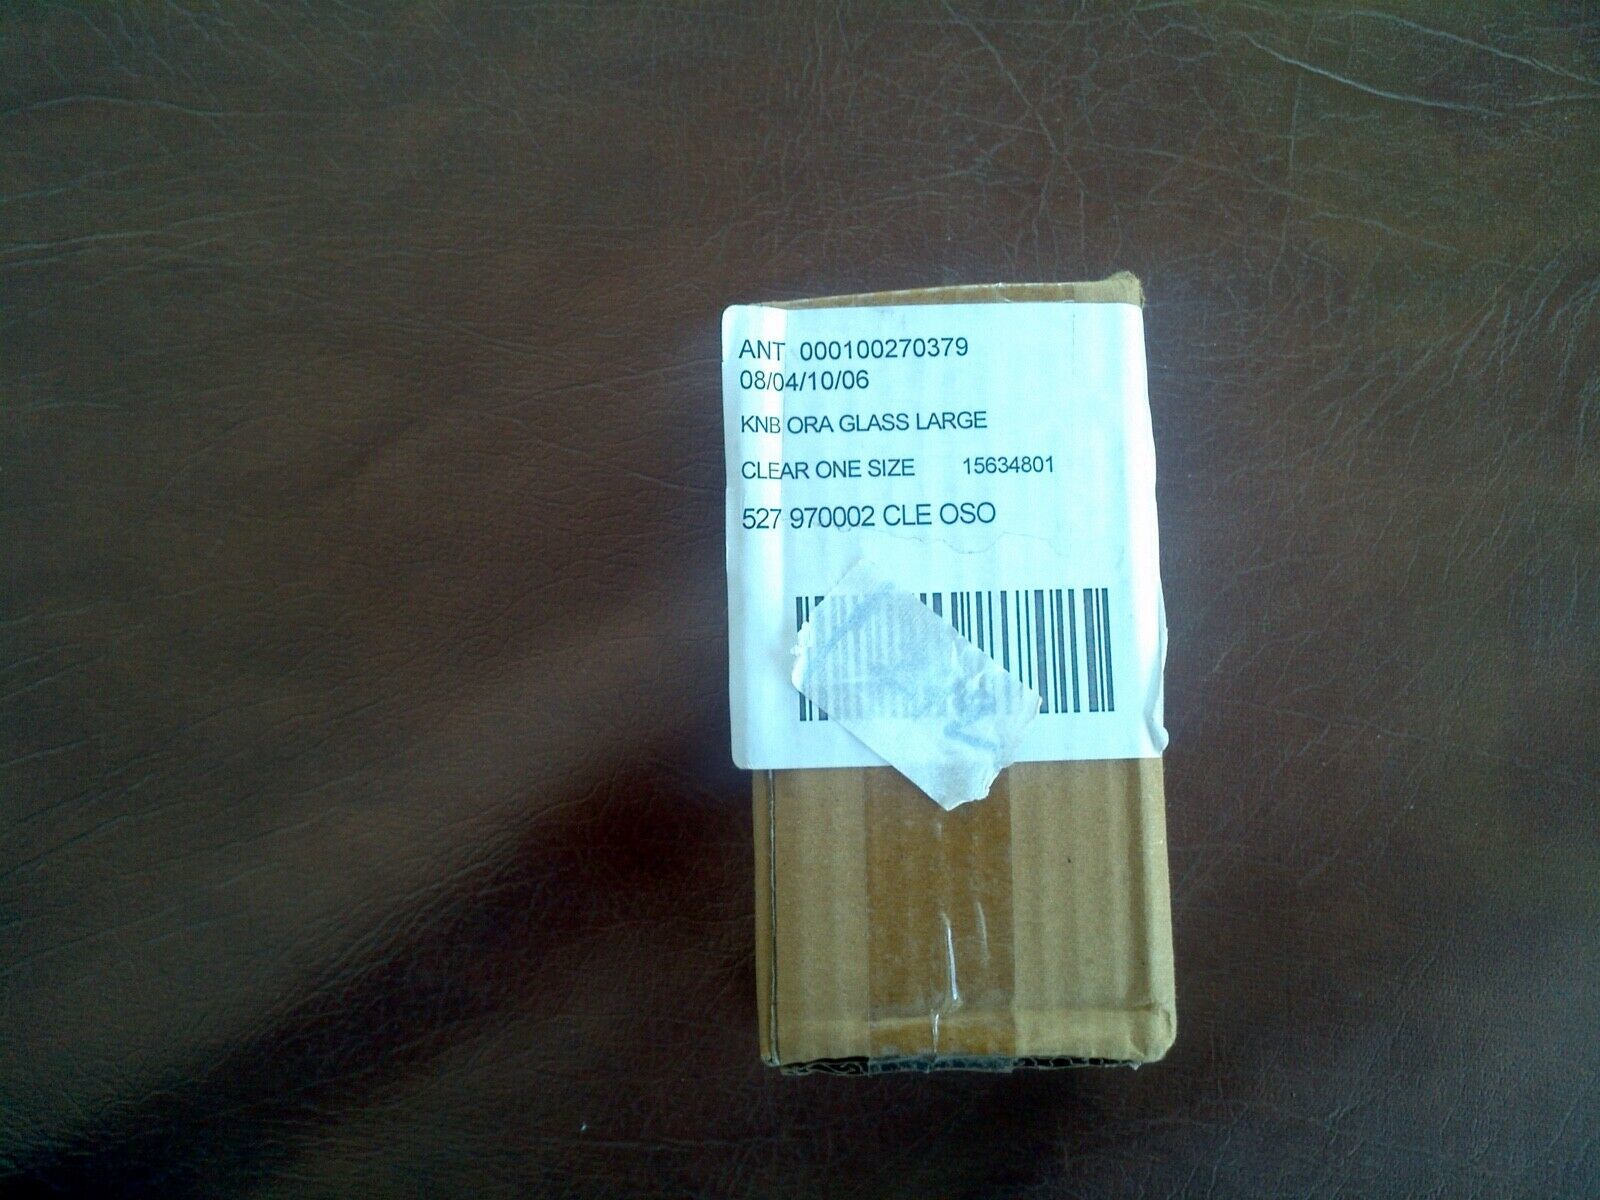 ANT 000100270379
08/04/10/06
KNB ORA GLASS LARGE
CLEAR ONE SIZE 15634801
527 970002 CLE OSO